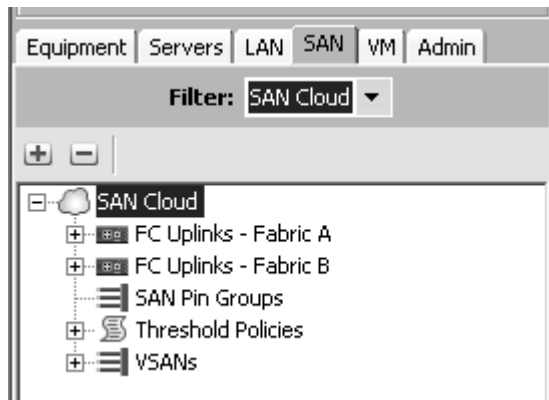 Equipment Servers LAN SAN VM Admin
Filter: SAN Cloud
SAN Cloud
FC Uplinks - Fabric A
FC Uplinks - Fabric B
SAN Pin Groups
Threshold Policies
VSANs